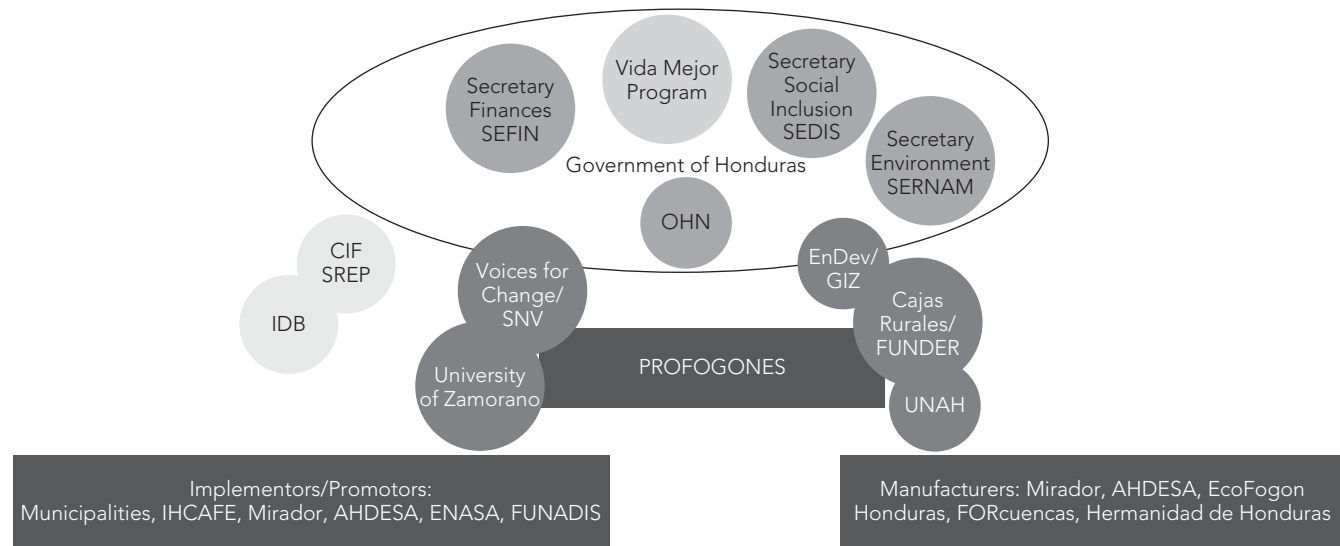 Vida Mejor
Program
Secretary
Finances
SEFIN
Secretary
Social
Inclusion
SEDIS
Secretary
Environment
SERNAM
Government of Honduras
OHN
CIF
SREP
IDB
Voices for
Change/
SNV
EnDev/
GIZ
Cajas
Rurales/
FUNDER
PROFOGONES
University
of Zamorano
UNAH
Implementors/Promotors:
Municipalities, IHCAFE, Mirador, AHDESA, ENASA, FUNADIS
Manufacturers: Mirador, AHDESA, EcoFogon
Honduras, FORcuencas, Hermanidad de Honduras